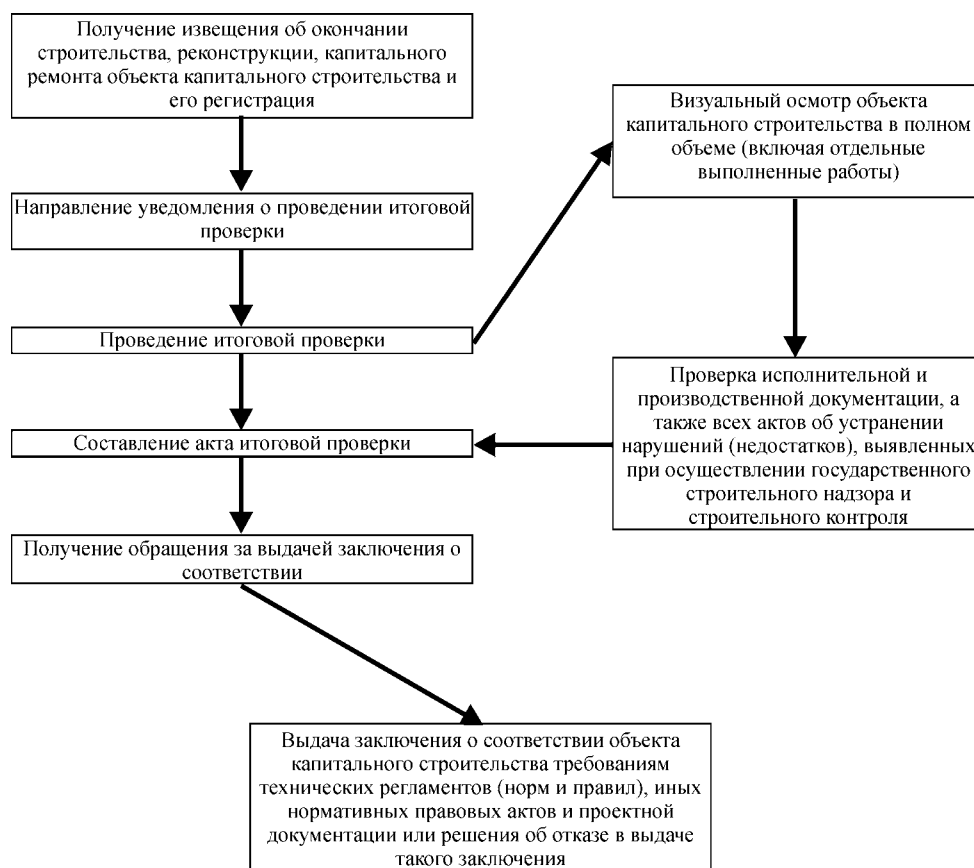 Получение извещения об окончании
строительства, реконструкции, капитального
ремонта объекта капитального строительства и
его регистрация
Направление уведомления о проведении итоговой
проверки
Проведение итоговой проверки
Визуальный осмотр объекта
капитального строительства в полном
объеме (включая отдельные
выполненные работы)
Проверка исполнительной и
производственной документации, а
также всех актов об устранении
нарушений (недостатков), выявленных
при осуществлении государственного
строительного надзора и
строительного контроля
Составление акта итоговой проверки
Получение обращения за выдачей заключения о
соответствии
Выдача заключения о соответствии объекта
капитального строительства требованиям
технических регламентов (норм и правил), иных
нормативных правовых актов и проектной
документации или решения об отказе в выдаче
такого заключения